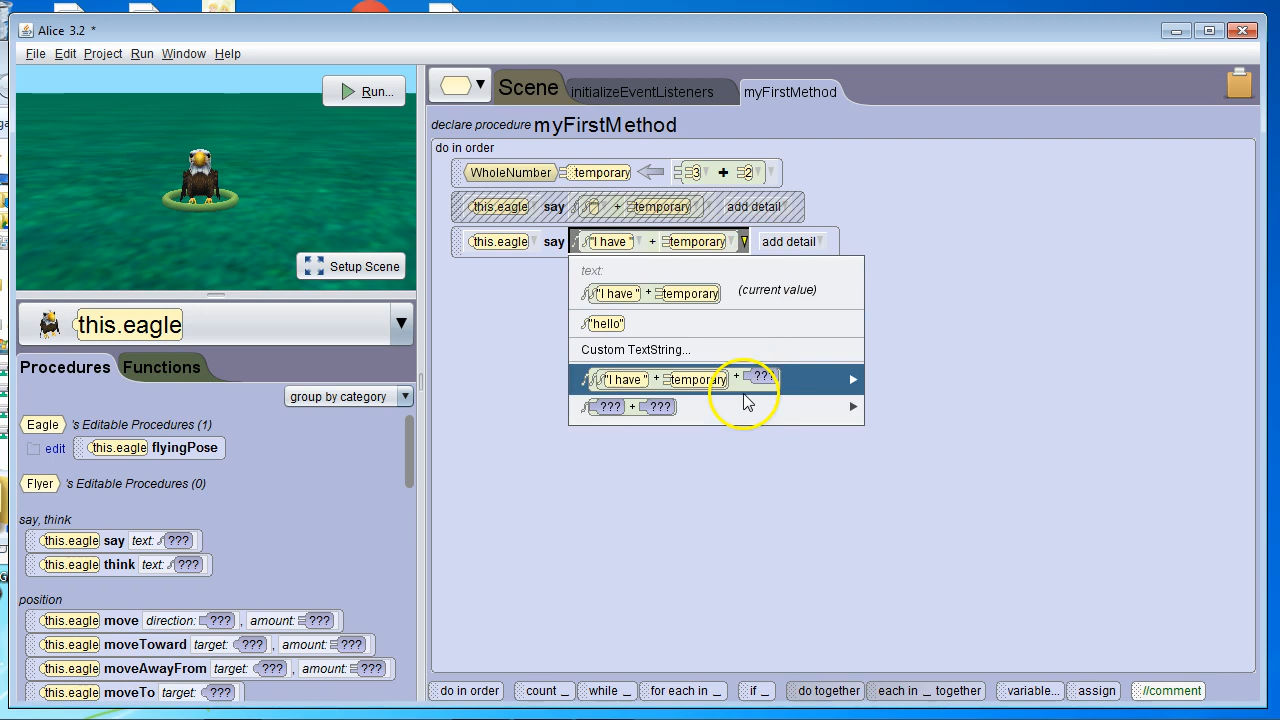 Alice 3.2 *
File Edit Project Run Window Help
Run...
Setup Scene
this.eagle
Procedures Functions
group by category
Eagle 's Editable Procedures (1)
edit this.eagle flyingPose
Flyer 's Editable Procedures (0)
say, think
this.eagle say text: ???
this.eagle think text: ???
position
this.eagle move direction: ??? , amount: ???
this.eagle moveToward target: ??? , amount: ???
this.eagle moveAwayFrom target: ??? , amount: ???
this.eagle moveTo target: ???
Scene initializeEventListeners myFirstMethod
declare procedure myFirstMethod
do in order
WholeNumber temporary 3 + 2
this.eagle say + temporary add detail
this.eagle say "I have " + temporary add detail
text:
"I have " + temporary (current value)
"hello"
Custom TextString...
"I have " + temporary + ???
??? + ???
do in order count _ while _ for each in _ if _ do together each in _ together variable... assign //comment